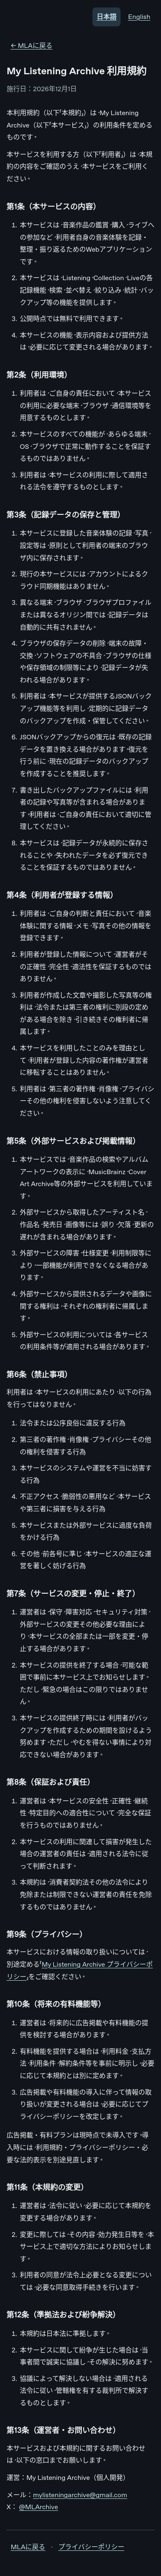 日本語 English
← MLAに戻る
My Listening Archive 利用規約
施行日：2026年12月1日
本利用規約（以下「本規約」）は、My Listening
Archive（以下「本サービス」）の利用条件を定める
ものです。
本サービスを利用する方（以下「利用者」）は、本規
約の内容をご確認のうえ、本サービスをご利用く
ださい。
第1条（本サービスの内容）
1. 本サービスは、音楽作品の鑑賞、購入、ライブへ
の参加など、利用者自身の音楽体験を記録・
整理・振り返るためのWebアプリケーション
です。
2. 本サービスは、Listening、Collection、Liveの各
記録機能、検索、並べ替え、絞り込み、統計、バッ
クアップ等の機能を提供します。
3. 公開時点では無料で利用できます。
4. 本サービスの機能、表示内容および提供方法
は、必要に応じて変更される場合があります。
第2条（利用環境）
1. 利用者は、ご自身の責任において、本サービス
の利用に必要な端末、ブラウザ、通信環境等を
用意するものとします。
2. 本サービスのすべての機能が、あらゆる端末、
OS、ブラウザで正常に動作することを保証す
るものではありません。
3. 利用者は、本サービスの利用に際して適用さ
れる法令を遵守するものとします。
第3条（記録データの保存と管理）
1. 本サービスに登録した音楽体験の記録、写真、
設定等は、原則として利用者の端末のブラウ
ザ内に保存されます。
2. 現行の本サービスには、アカウントによるク
ラウド同期機能はありません。
3. 異なる端末、ブラウザ、ブラウザプロファイル
または異なるオリジン間では、記録データは
自動的に共有されません。
4. ブラウザの保存データの削除、端末の故障・
交換、ソフトウェアの不具合、ブラウザの仕様
や保存領域の制限等により、記録データが失
われる場合があります。
5. 利用者は、本サービスが提供するJSONバック
アップ機能等を利用し、定期的に記録データ
のバックアップを作成・保管してください。
6. JSONバックアップからの復元は、既存の記録
データを置き換える場合があります。復元を
行う前に、現在の記録データのバックアップ
を作成することを推奨します。
7. 書き出したバックアップファイルには、利用
者の記録や写真等が含まれる場合がありま
す。利用者は、ご自身の責任において適切に管
理してください。
8. 本サービスは、記録データが永続的に保存さ
れることや、失われたデータを必ず復元でき
ることを保証するものではありません。
第4条（利用者が登録する情報）
1. 利用者は、ご自身の判断と責任において、音楽
体験に関する情報、メモ、写真その他の情報を
登録できます。
2. 利用者が登録した情報について、運営者がそ
の正確性、完全性、適法性を保証するものでは
ありません。
3. 利用者が作成した文章や撮影した写真等の権
利は、法令または第三者の権利に別段の定め
がある場合を除き、引き続きその権利者に帰
属します。
4. 本サービスを利用したことのみを理由とし
て、利用者が登録した内容の著作権が運営者
に移転することはありません。
5. 利用者は、第三者の著作権、肖像権、プライバシ
ーその他の権利を侵害しないよう注意してく
ださい。
第5条（外部サービスおよび掲載情報）
1. 本サービスでは、音楽作品の検索やアルバム
アートワークの表示に、MusicBrainz、Cover
Art Archive等の外部サービスを利用していま
す。
2. 外部サービスから取得したアーティスト名、
作品名、発売日、画像等には、誤り、欠落、更新の
遅れが含まれる場合があります。
3. 外部サービスの障害、仕様変更、利用制限等に
より、一部機能が利用できなくなる場合があ
ります。
4. 外部サービスから提供されるデータや画像に
関する権利は、それぞれの権利者に帰属しま
す。
5. 外部サービスの利用については、各サービス
の利用条件等が適用される場合があります。
第6条（禁止事項）
利用者は、本サービスの利用にあたり、以下の行為
を行ってはなりません。
1. 法令または公序良俗に違反する行為
2. 第三者の著作権、肖像権、プライバシーその他
の権利を侵害する行為
3. 本サービスのシステムや運営を不当に妨害す
る行為
4. 不正アクセス、脆弱性の悪用など、本サービス
や第三者に損害を与える行為
5. 本サービスまたは外部サービスに過度な負荷
をかける行為
6. その他、前各号に準じ、本サービスの適正な運
営を著しく妨げる行為
第7条（サービスの変更・停止・終了）
1. 運営者は、保守、障害対応、セキュリティ対策、
外部サービスの変更その他必要な理由によ
り、本サービスの全部または一部を変更・停
止する場合があります。
2. 本サービスの提供を終了する場合、可能な範
囲で事前に本サービス上でお知らせします。
ただし、緊急の場合はこの限りではありませ
ん。
3. 本サービスの提供終了時には、利用者がバッ
クアップを作成するための期間を設けるよう
努めます。ただし、やむを得ない事情により対
応できない場合があります。
第8条（保証および責任）
1. 運営者は、本サービスの安全性、正確性、継続
性、特定目的への適合性について、完全な保証
を行うものではありません。
2. 本サービスの利用に関連して損害が発生した
場合の運営者の責任は、適用される法令に従
って判断されます。
3. 本規約は、消費者契約法その他の法令により
免除または制限できない運営者の責任を免除
するものではありません。
第9条（プライバシー）
本サービスにおける情報の取り扱いについては、
別途定める「My Listening Archive プライバシーポ
リシー」をご確認ください。
第10条（将来の有料機能等）
1. 運営者は、将来的に広告掲載や有料機能の提
供を検討する場合があります。
2. 有料機能を提供する場合は、利用料金、支払方
法、利用条件、解約条件等を事前に明示し、必要
に応じて本規約とは別に定めます。
3. 広告掲載や有料機能の導入に伴って情報の取
り扱いが変更される場合は、必要に応じてプ
ライバシーポリシーを改定します。
広告掲載・有料プランは現時点で未導入です。導
入時には、利用規約・プライバシーポリシー・必
要な法的表示を別途見直します。
第11条（本規約の変更）
1. 運営者は、法令に従い、必要に応じて本規約を
変更する場合があります。
2. 変更に際しては、その内容、効力発生日等を、本
サービス上で適切な方法によりお知らせしま
す。
3. 利用者の同意が法令上必要となる変更につい
ては、必要な同意取得手続きを行います。
第12条（準拠法および紛争解決）
1. 本規約は日本法に準拠します。
2. 本サービスに関して紛争が生じた場合は、当
事者間で誠実に協議し、その解決に努めます。
3. 協議によって解決しない場合は、適用される
法令に従い、管轄権を有する裁判所で解決す
るものとします。
第13条（運営者・お問い合わせ）
本サービスおよび本規約に関するお問い合わせ
は、以下の窓口までお願いします。
運営：My Listening Archive（個人開発）
メール：mylisteningarchive@gmail.com
X： @MLArchive
MLAに戻る ・ プライバシーポリシー